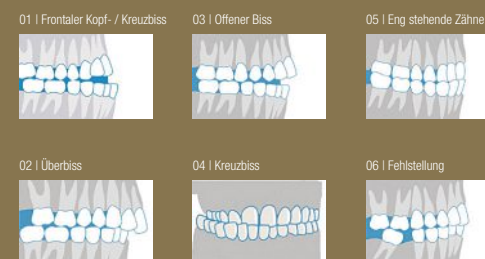 01 | Frontaler Kopf- / Kreuzbiss
03 | Offener Biss
05 | Eng stehende Zähne
02 | Überbiss
04 | Kreuzbiss
06 | Fehlstellung